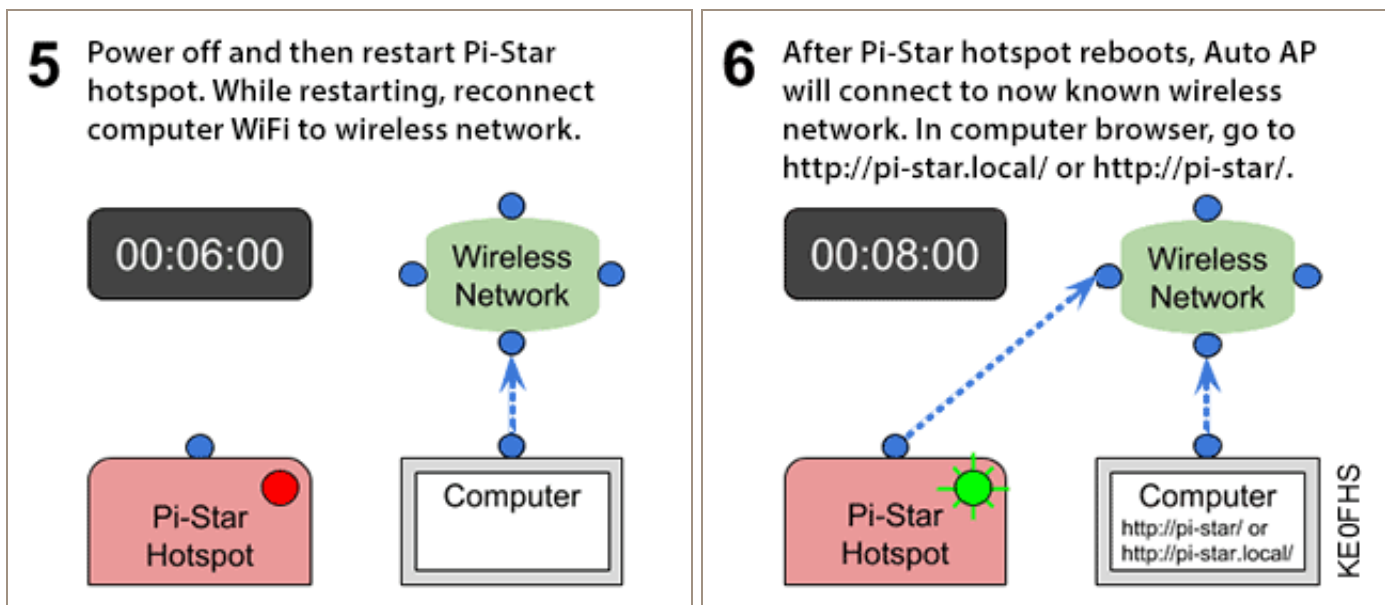 5
Power off and then restart Pi-Star
hotspot. While restarting, reconnect
computer WiFi to wireless network.
00:06:00
Wireless
Network
Pi-Star
Hotspot
Computer
6
After Pi-Star hotspot reboots, Auto AP
will connect to now known wireless
network. In computer browser, go to
http://pi-star.local/ or http://pi-star/.
00:08:00
Wireless
Network
Pi-Star
Hotspot
Computer
http://pi-star/ or
http://pi-star.local/
KE0FHS